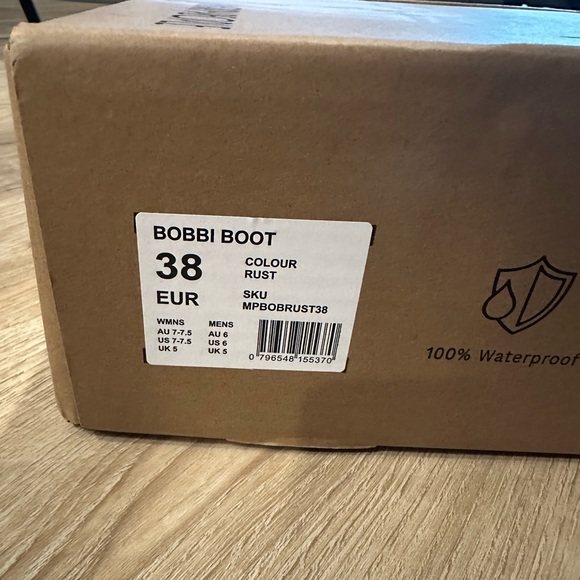 BOBBI BOOT
38
EUR
COLOUR
RUST
SKU
MPBOBRUST38
WMNS
AU 7-7.5
US 7-7.5
UK 5
MENS
AU 6
US 6
UK 5
0 796548 155370
100% Waterproof